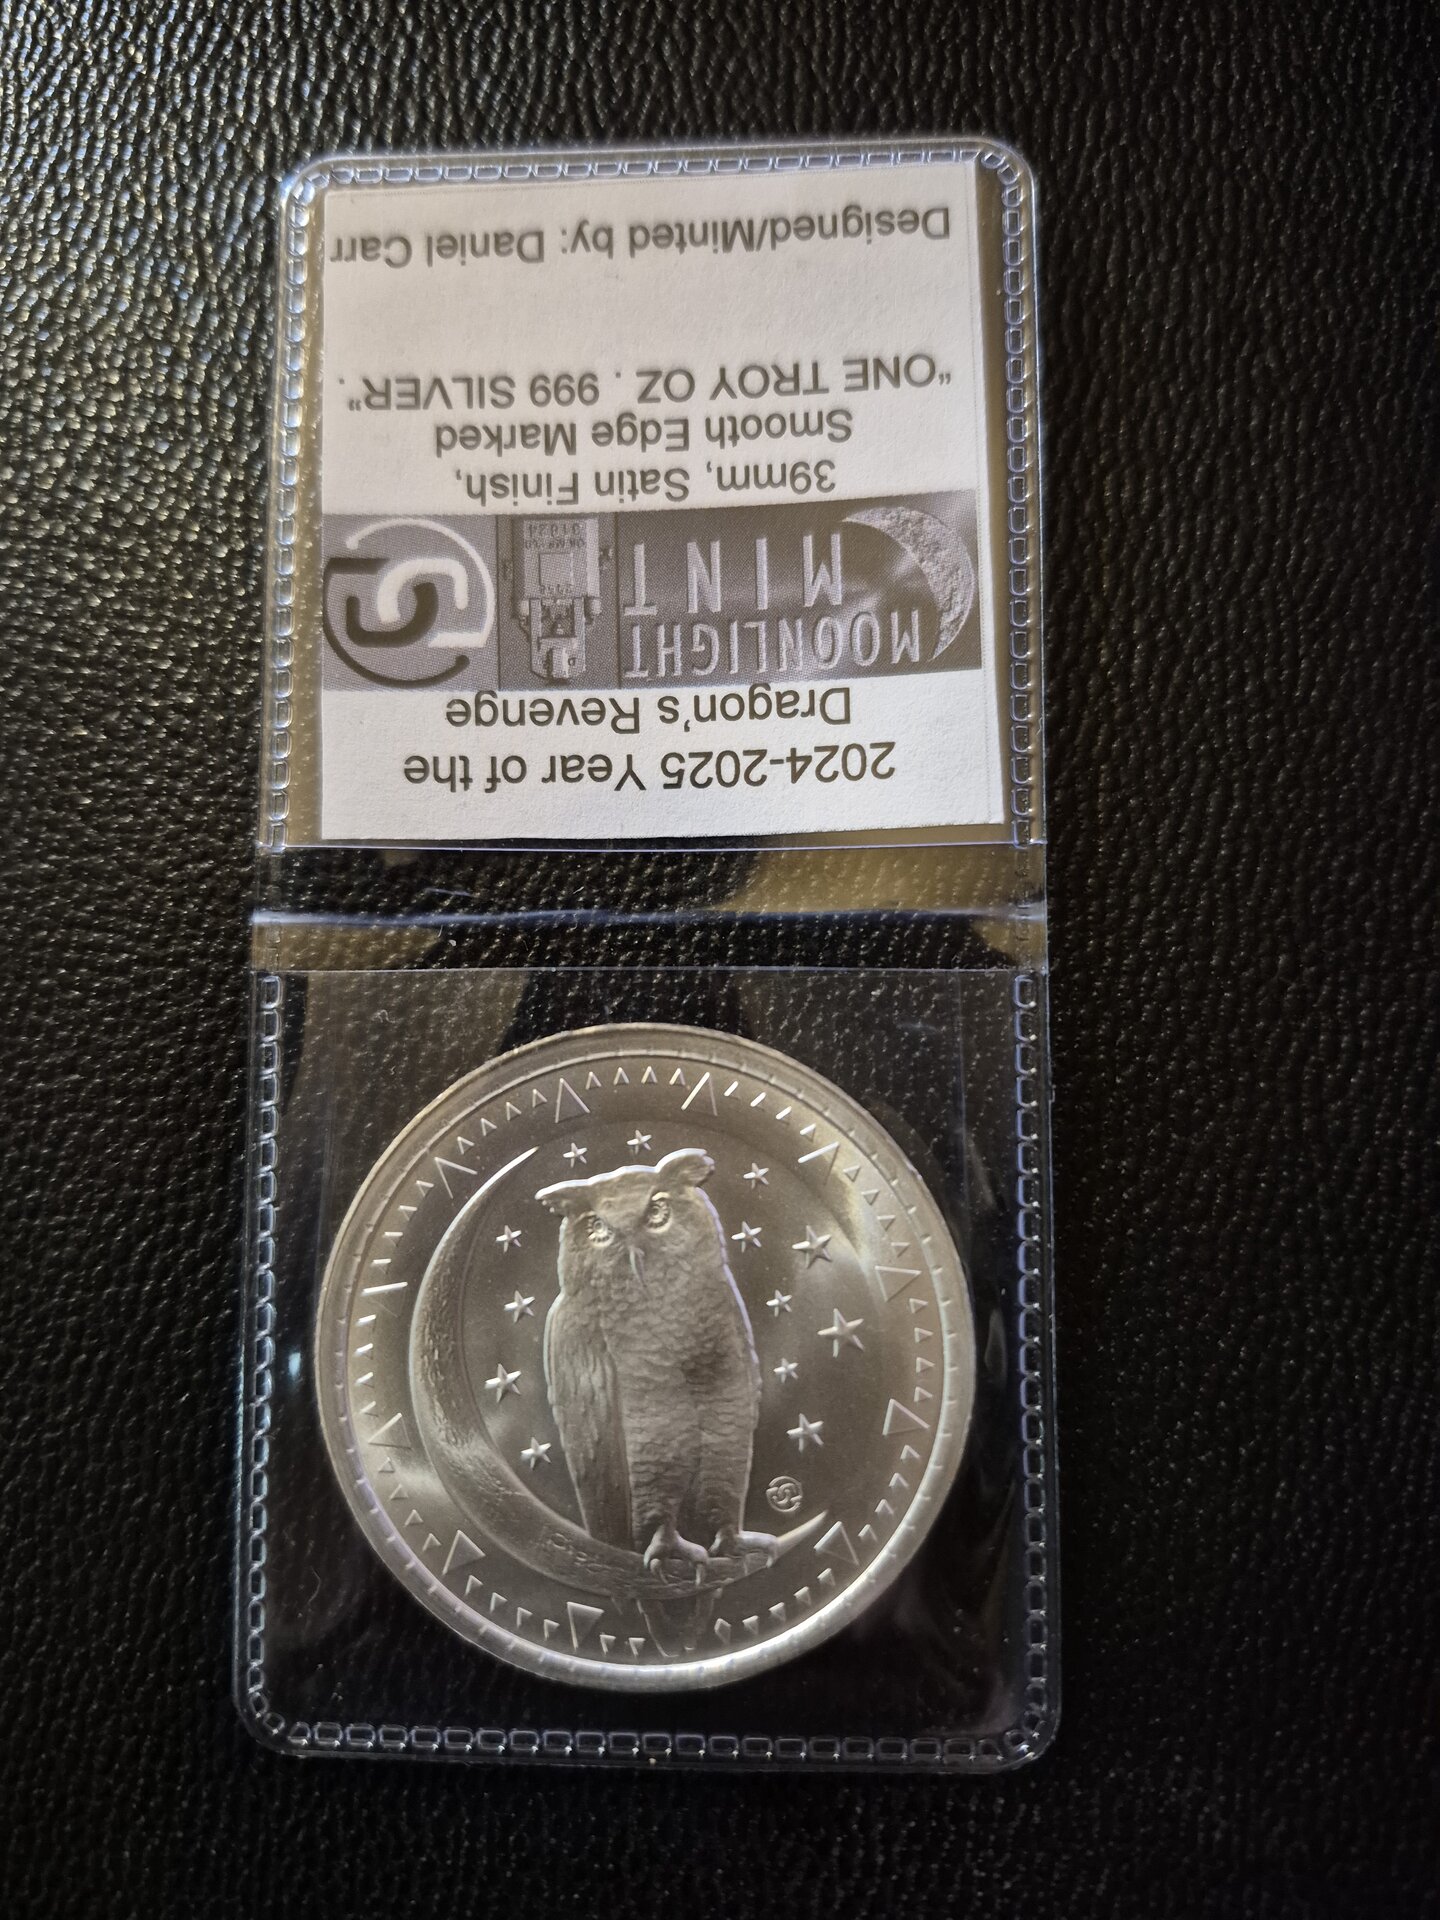 2024-2025 Year of the
Dragon's Revenge
MOONLIGHT
MINT
39mm, Satin Finish,
Smooth Edge Marked
"ONE TROY OZ . 999 SILVER" .
Designed/Minted by: Daniel Carr